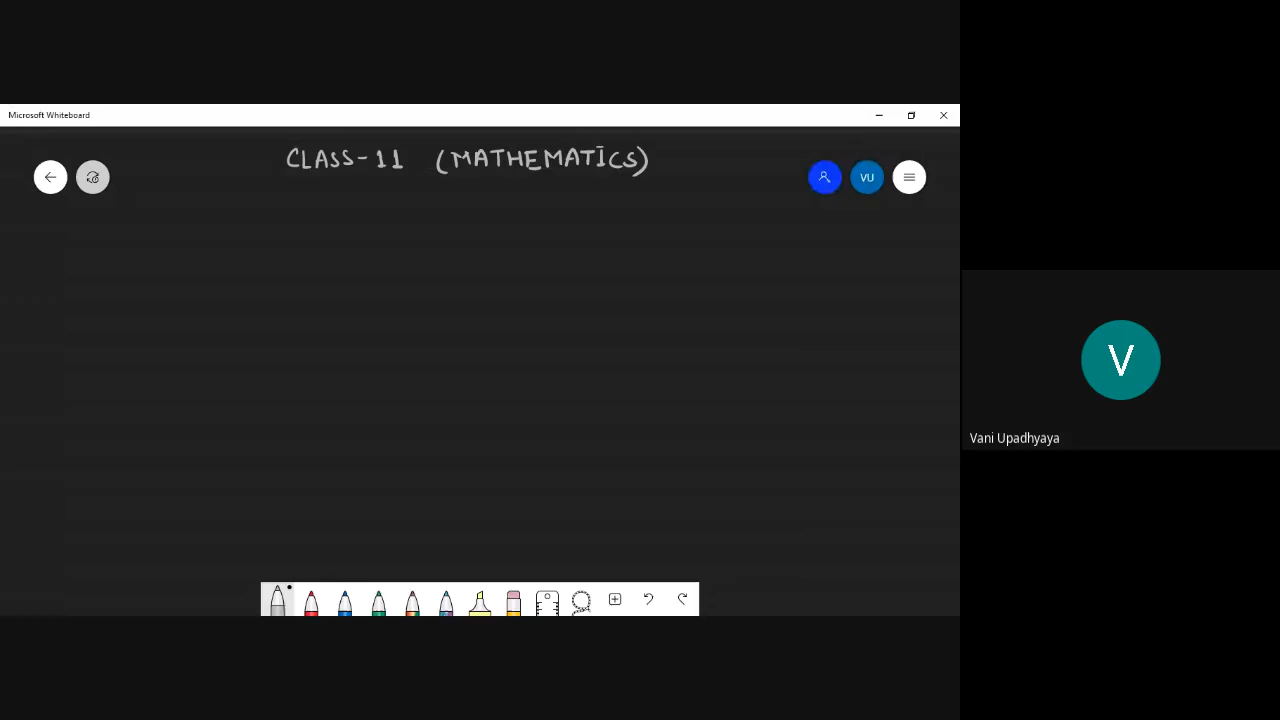 Microsoft Whiteboard
CLASS-11 (MATHEMATICS)
VU
V
Vani Upadhyaya